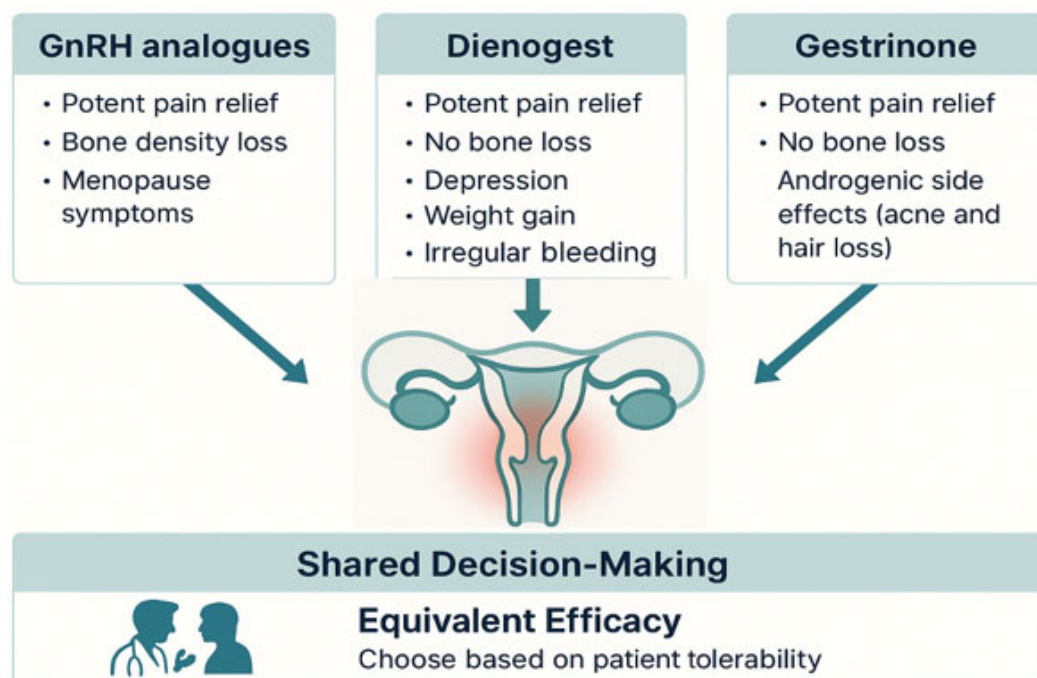 GnRH analogues
• Potent pain relief
• Bone density loss
• Menopause
symptoms
Dienogest
• Potent pain relief
• No bone loss
• Depression
• Weight gain
• Irregular bleeding
Gestrinone
• Potent pain relief
• No bone loss
Androgenic side
effects (acne and
hair loss)
Shared Decision-Making
Equivalent Efficacy
Choose based on patient tolerability